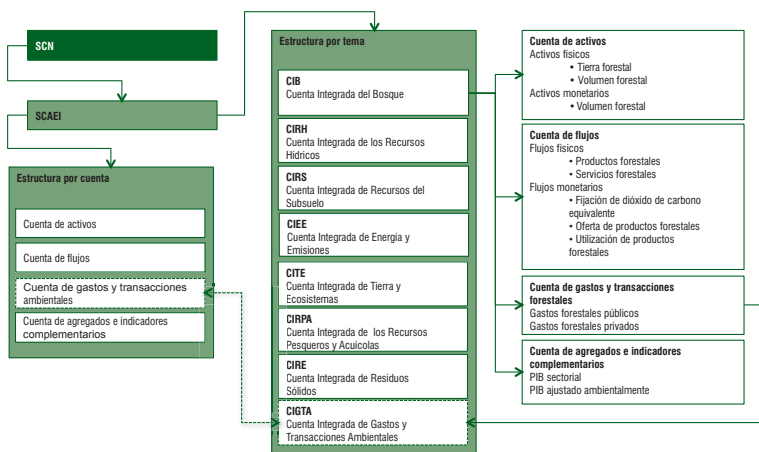 SCN
SCAEI
Estructura por cuenta
Cuenta de activos
Cuenta de flujos
Cuenta de gastos y transacciones
ambientales
Cuenta de agregados e indicadores
complementarios
Estructura por tema
CIB
Cuenta Integrada del Bosque
CIRH
Cuenta Integrada de los Recursos
Hídricos
CIRS
Cuenta Integrada de Recursos del
Subsuelo
CIEE
Cuenta Integrada de Energía y
Emisiones
CITE
Cuenta Integrada de Tierra y
Ecosistemas
CIRPA
Cuenta Integrada de los Recursos
Pesqueros y Acuícolas
CIRE
Cuenta Integrada de Residuos
Sólidos
CIGTA
Cuenta Integrada de Gastos y
Transacciones Ambientales
Cuenta de activos
Activos físicos
• Tierra forestal
• Volumen forestal
Activos monetarios
• Volumen forestal
Cuenta de flujos
Flujos físicos
• Productos forestales
• Servicios forestales
Flujos monetarios
• Fijación de dióxido de carbono
equivalente
• Oferta de productos forestales
• Utilización de productos
forestales
Cuenta de gastos y transacciones
forestales
Gastos forestales públicos
Gastos forestales privados
Cuenta de agregados e indicadores
complementarios
PIB sectorial
PIB ajustado ambientalmente